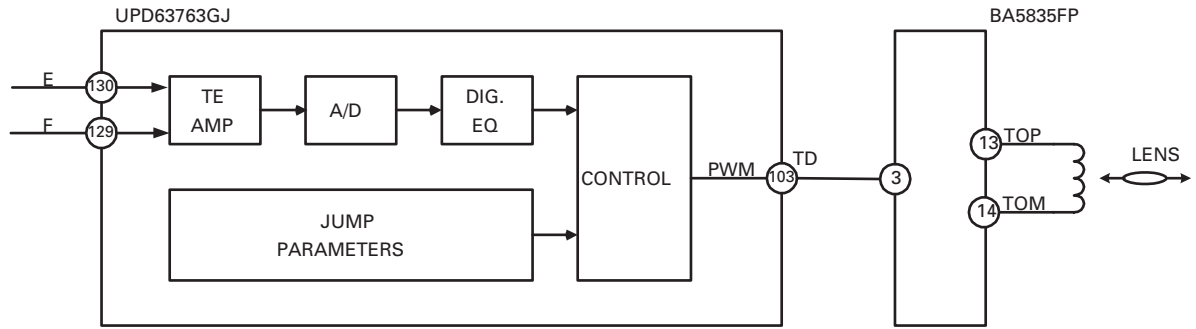 UPD63763GJ
BA5835FP
E
130
F
129
TE
AMP
A/D
DIG.
EQ
CONTROL
JUMP
PARAMETERS
PWM
103
TD
3
13
TOP
14
TOM
LENS